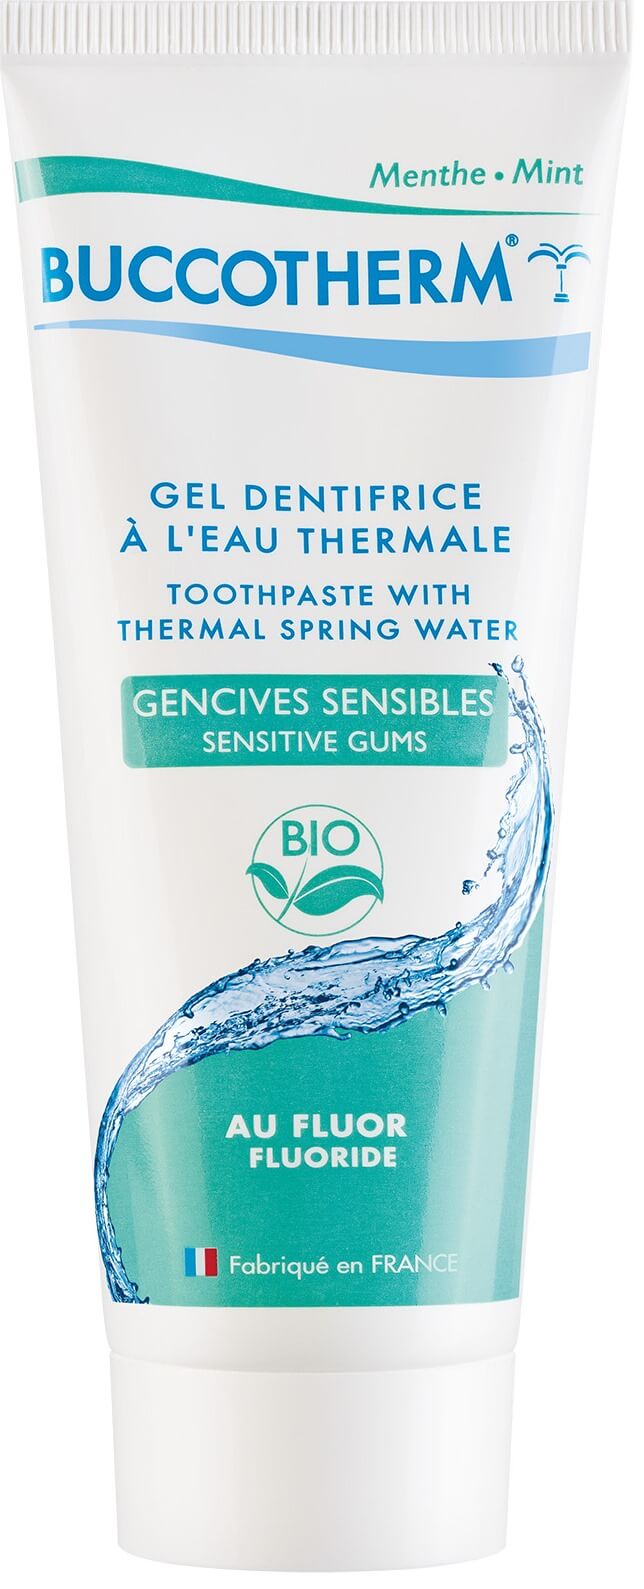 Menthe • Mint
BUCCOTHERM®
GEL DENTIFRICE
À L'EAU THERMALE
TOOTHPASTE WITH
THERMAL SPRING WATER
GENCIVES SENSIBLES
SENSITIVE GUMS
BIO
AU FLUOR
FLUORIDE
Fabriqué en FRANCE